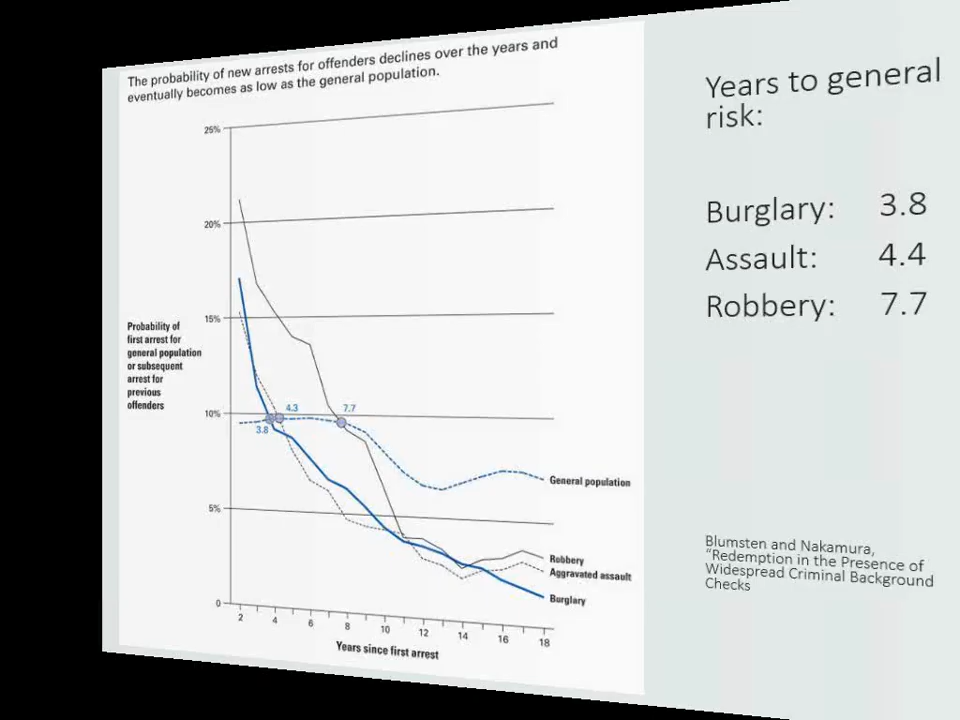 The probability of new arrests for offenders declines over the years and
eventually becomes as low as the general population.
25%
20%
15%
10%
5%
0
Probability of
first arrest for
general population
or subsequent
arrest for
previous
offenders
4.3
7.7
3.8
General population
Robbery
Aggravated assault
Burglary
2
4
6
8
10
12
14
16
18
Years since first arrest
Years to general
risk:
Burglary: 3.8
Assault: 4.4
Robbery: 7.7
Blumsten and Nakamura,
"Redemption in the Presence of
Widespread Criminal Background
Checks